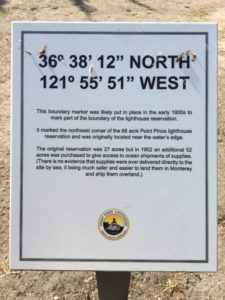 36º 38' 12" NORTH
121º 55' 51" WEST
This boundary marker was likely put in place in the early 1900s to
mark part of the boundary of the lighthouse reservation.
It marked the northeast corner of the 68 acre Point Pinos lighthouse
reservation and was originally located near the water's edge.
The original reservation was 27 acres but in 1902 an additional 52
acres was purchased to give access to ocean shipments of supplies.
(There is no evidence that supplies were ever delivered directly to the
site by sea, it being much safer and easier to land them in Monterey
and ship them overland.)